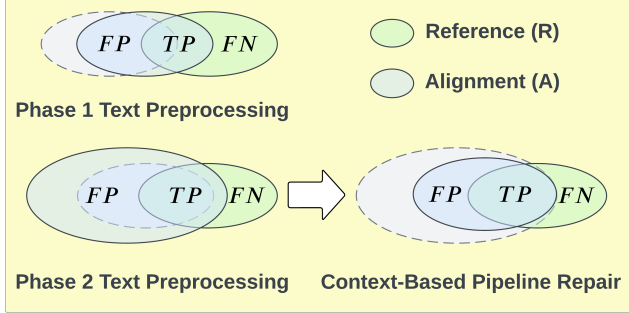 FP TP FN
Reference (R)
Alignment (A)
Phase 1 Text Preprocessing
FP TP FN
FP TP FN
Phase 2 Text Preprocessing
Context-Based Pipeline Repair